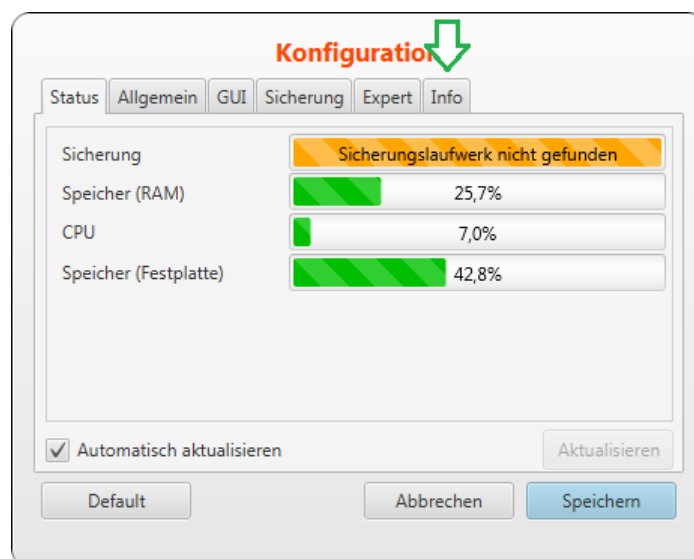 Konfiguration
Status Allgemein GUI Sicherung Expert Info
Sicherung Sicherungslaufwerk nicht gefunden
Speicher (RAM) 25,7%
CPU 7,0%
Speicher (Festplatte) 42,8%
Automatisch aktualisieren Aktualisieren
Default Abbrechen Speichern